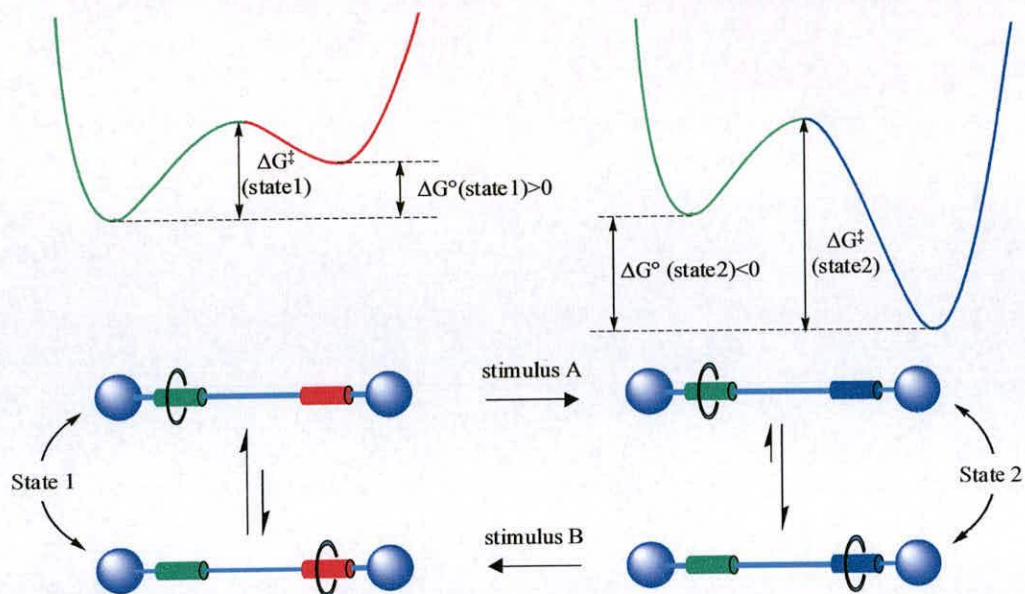 ΔG‡
(state1)
ΔG°(state1)>0
ΔG° (state2)<0
ΔG‡
(state2)
stimulus A
State 1
State 2
stimulus B